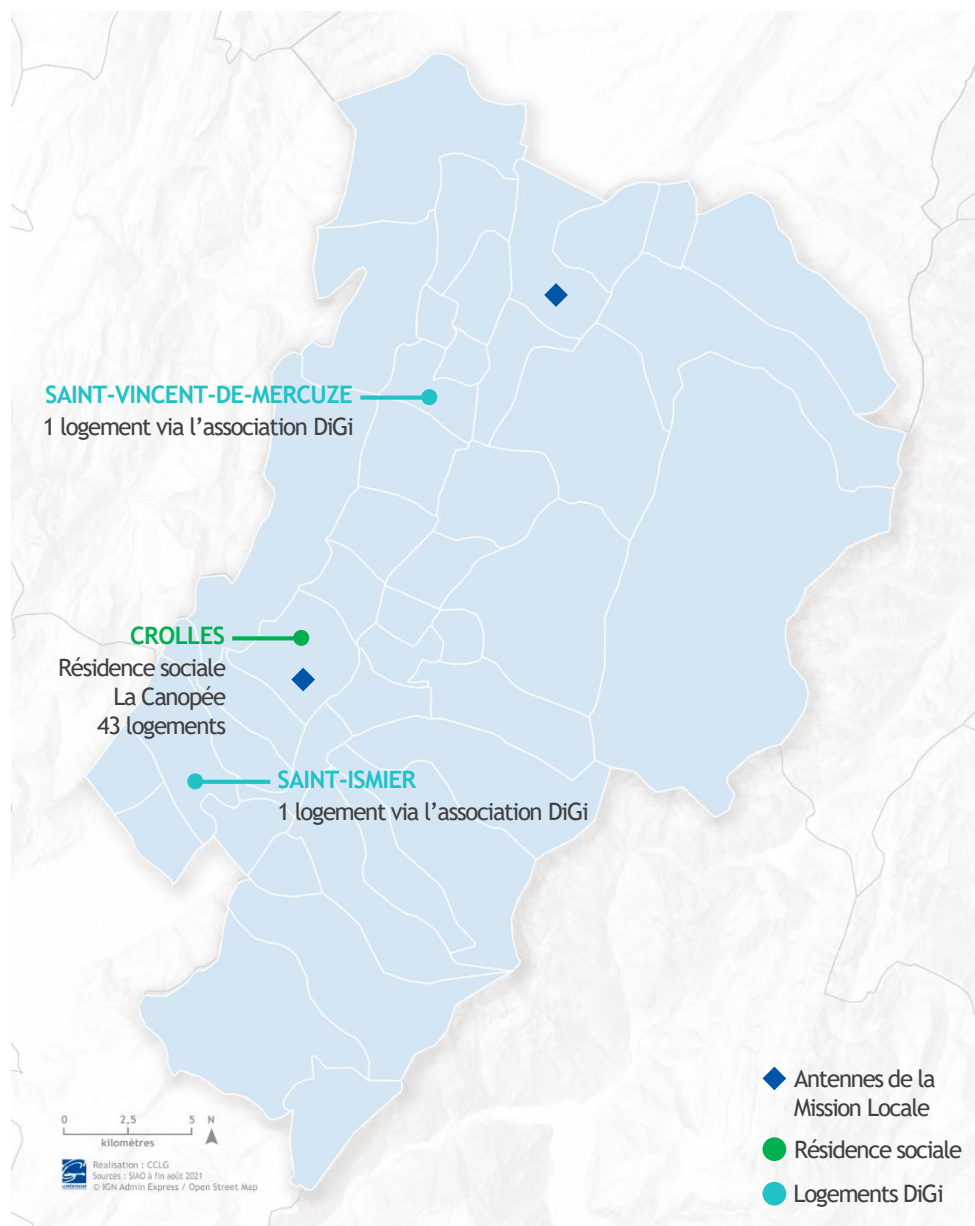 SAINT-VINCENT-DE-MERCUZE
1 logement via l'association DiGi
CROLLES
Résidence sociale
La Canopée
43 logements
SAINT-ISMIER
1 logement via l'association DiGi
Antennes de la
Mission Locale
Résidence sociale
Logements DiGi
0 2,5 5 N
kilomètres
Réalisation : CCLG
Sources : SIAO à fin août 2021
© IGN Admin Express / Open Street Map